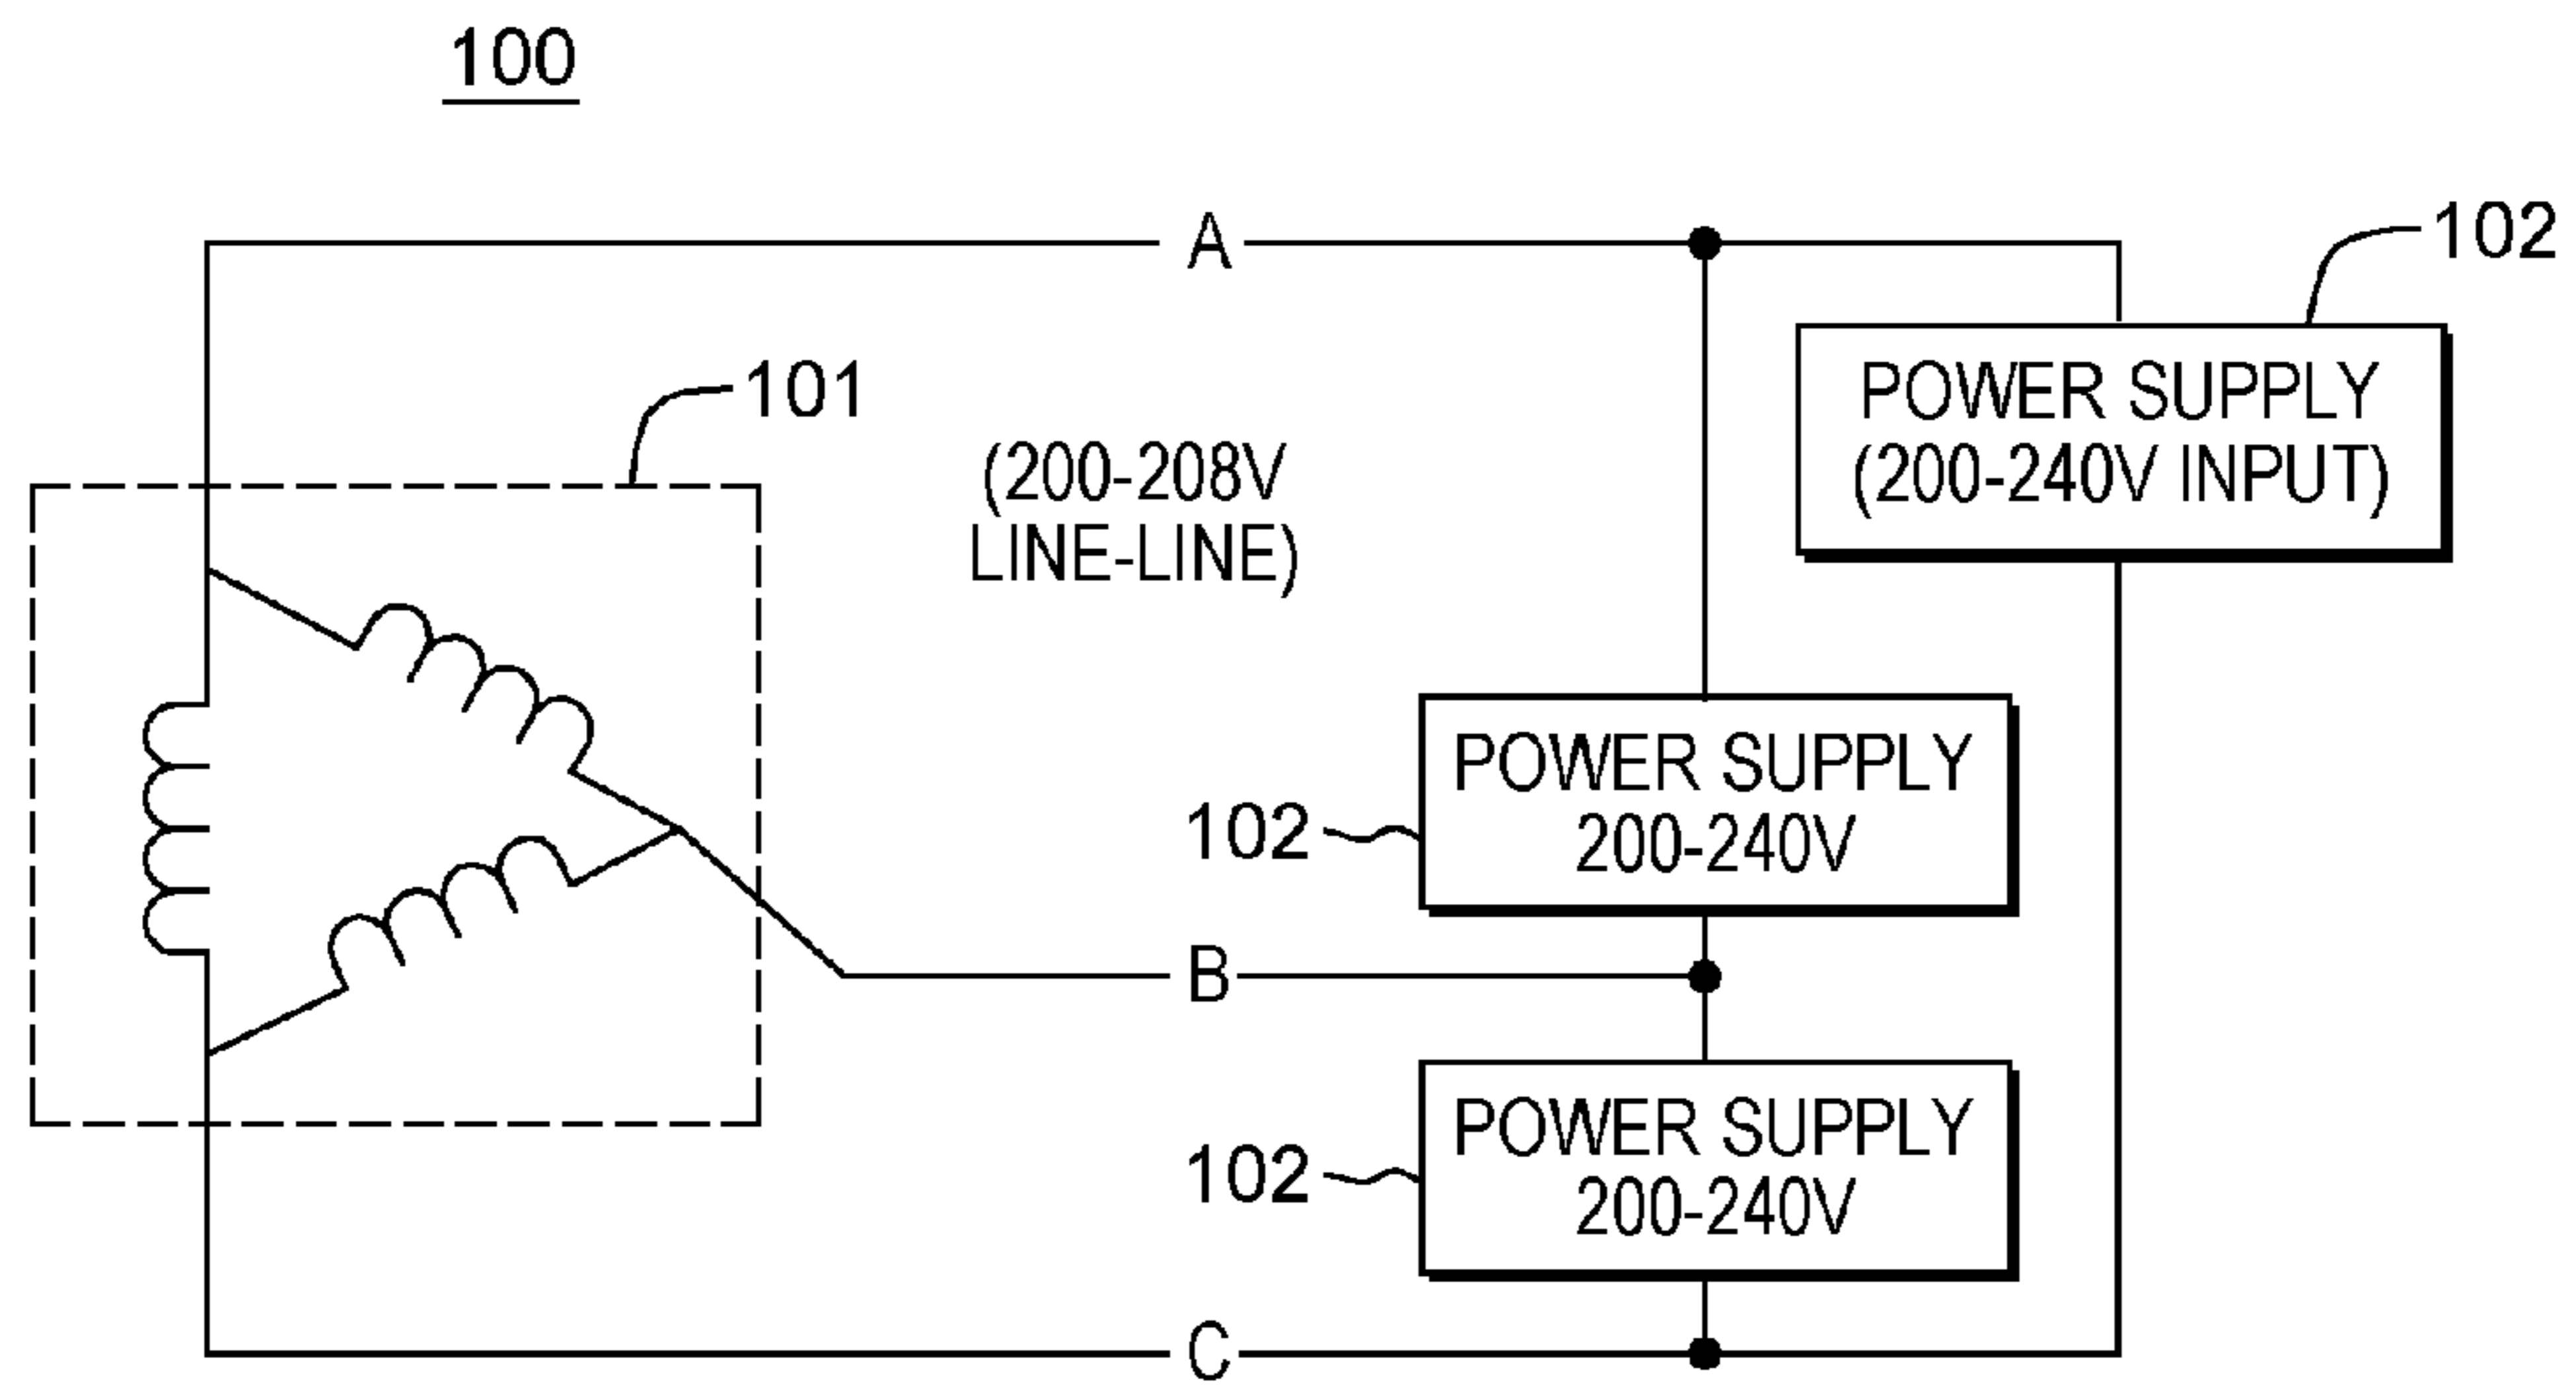 100
A
102
POWER SUPPLY
(200-240V INPUT)
101
(200-208V
LINE-LINE)
POWER SUPPLY
200-240V
102
B
POWER SUPPLY
200-240V
102
C